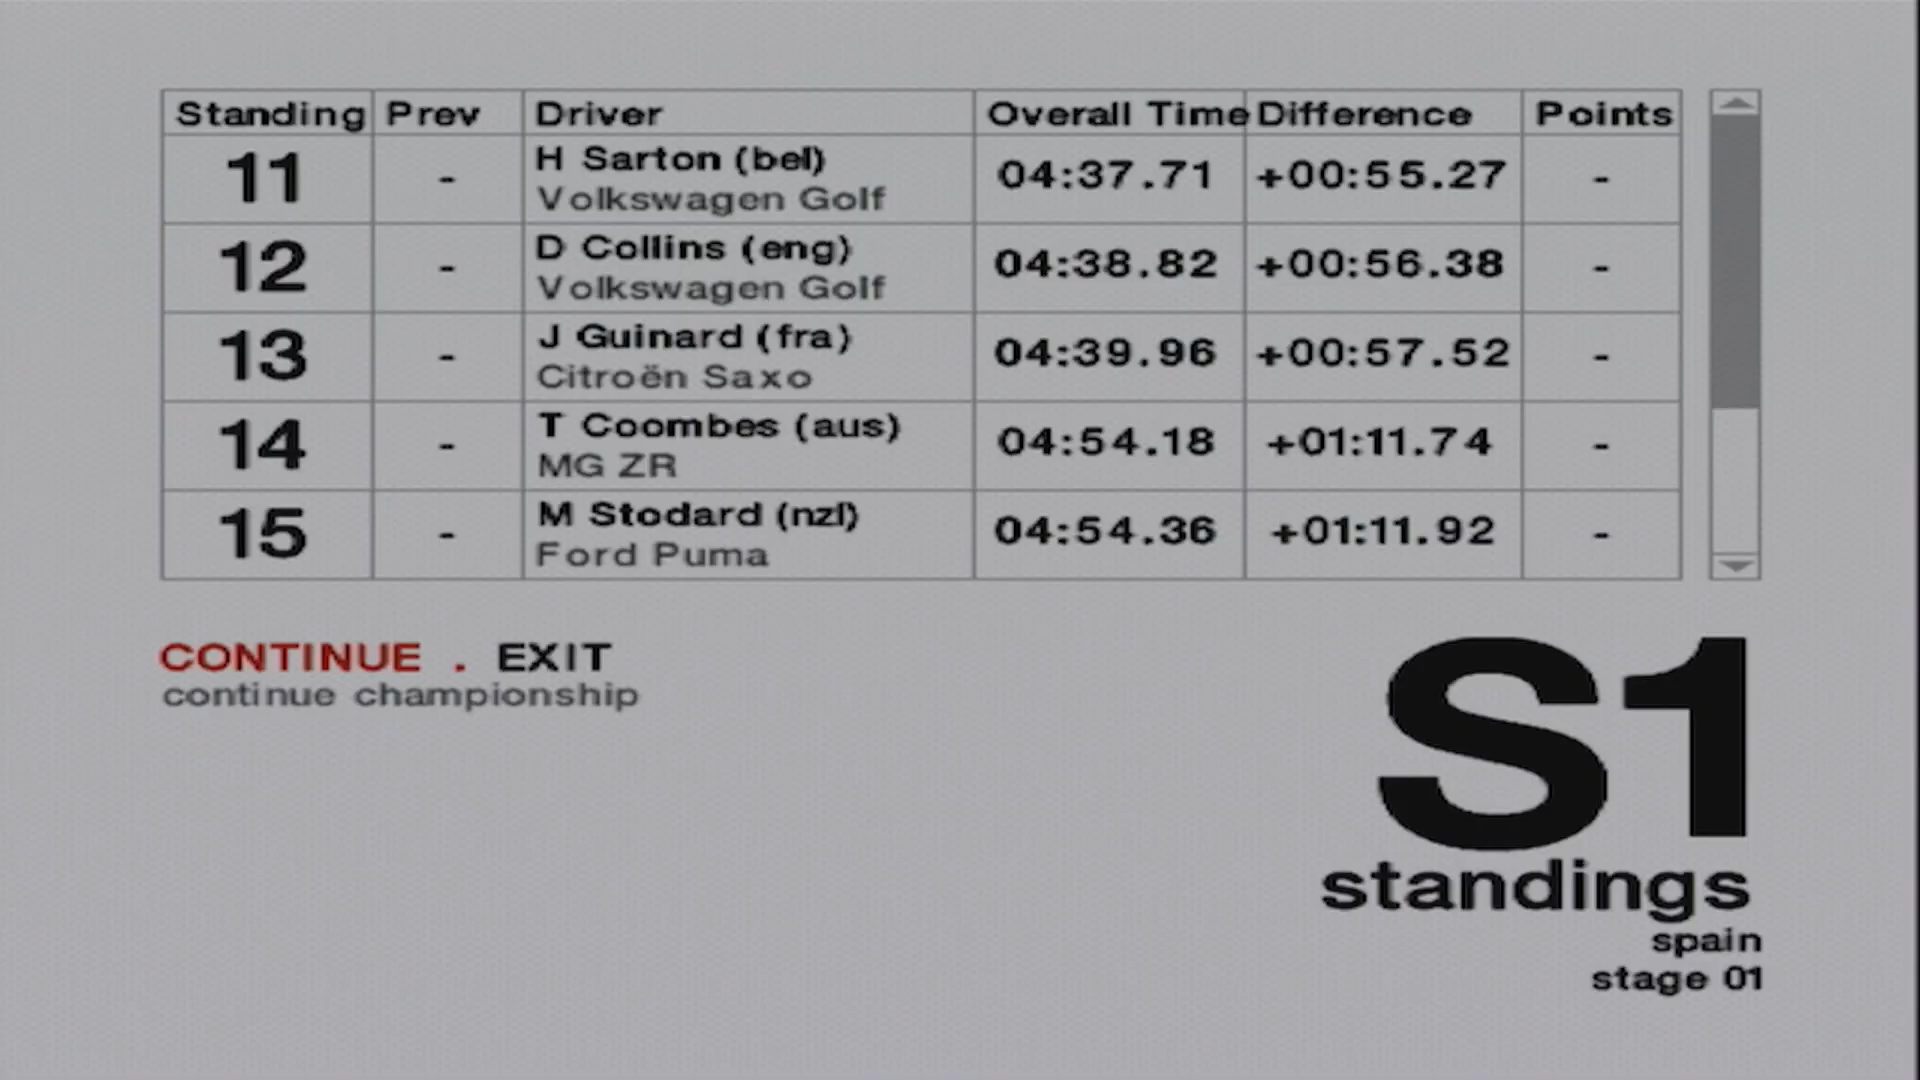 Standing Prev Driver Overall Time Difference Points
11 - H Sarton (bel) 04:37.71 +00:55.27 -
Volkswagen Golf
12 - D Collins (eng) 04:38.82 +00:56.38 -
Volkswagen Golf
13 - J Guinard (fra) 04:39.96 +00:57.52 -
Citroën Saxo
14 - T Coombes (aus) 04:54.18 +01:11.74 -
MG ZR
15 - M Stodard (nzl) 04:54.36 +01:11.92 -
Ford Puma
CONTINUE . EXIT
continue championship
S1
standings
spain
stage 01